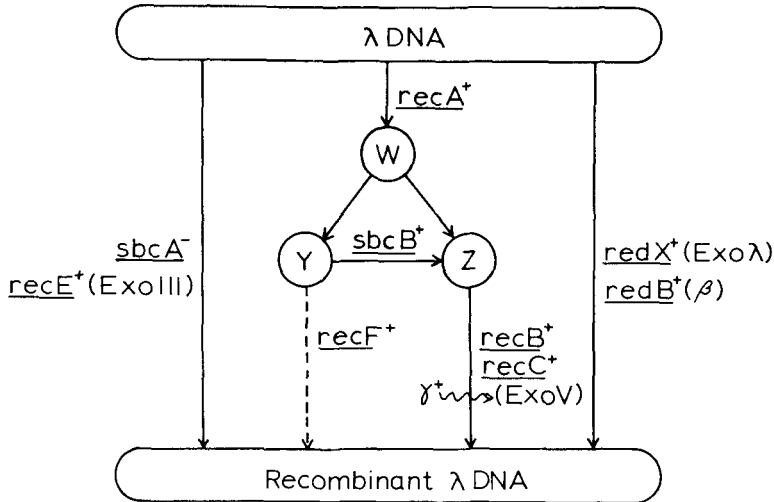 λ DNA
recA⁺
W
sbcA⁻
recE⁺(ExoIII)
Y
sbcB⁺
Z
redX⁺(Exoλ)
redB⁺(β)
recF⁺
recB⁺
recC⁺
γ⁺ (ExoV)
Recombinant λ DNA